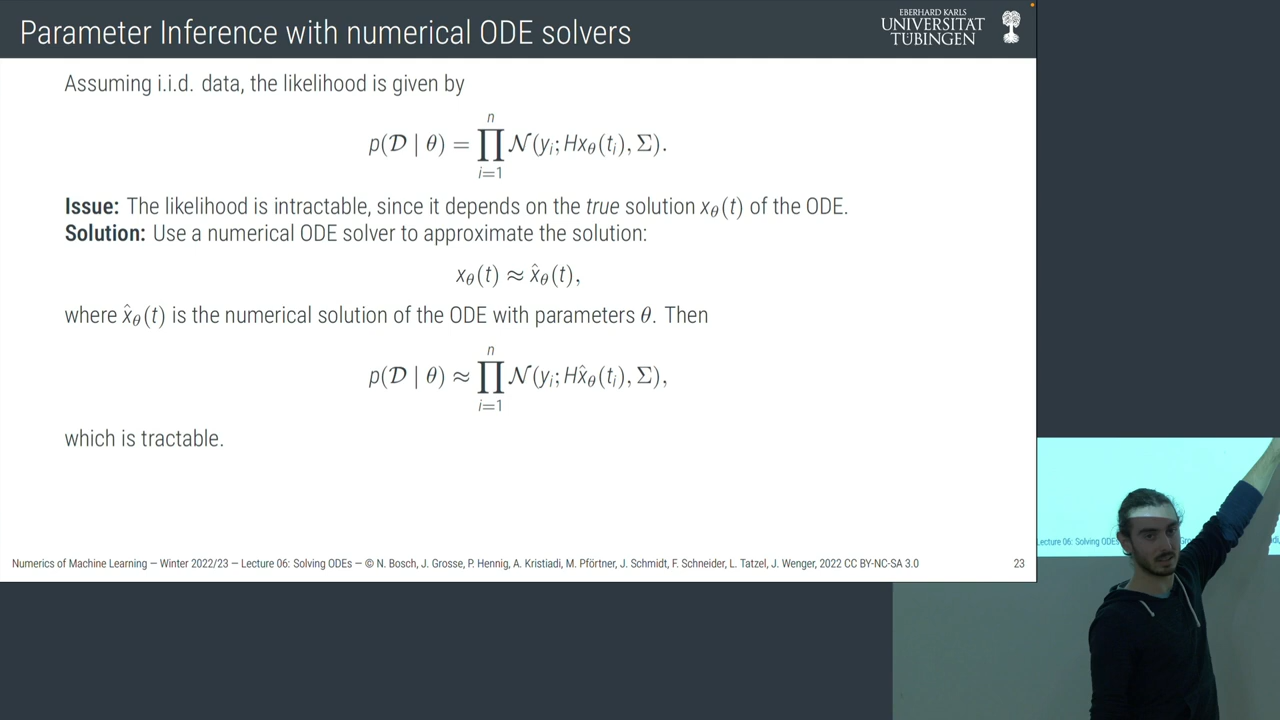 Parameter Inference with numerical ODE solvers
EBERHARD KARLS
UNIVERSITÄT
TÜBINGEN
Assuming i.i.d. data, the likelihood is given by
p(𝒟 | θ) = ∏_{i=1}^{n} 𝒩(y_i; Hx_θ(t_i), Σ).
Issue: The likelihood is intractable, since it depends on the true solution x_θ(t) of the ODE.
Solution: Use a numerical ODE solver to approximate the solution:
x_θ(t) ≈ x̂_θ(t),
where x̂_θ(t) is the numerical solution of the ODE with parameters θ. Then
p(𝒟 | θ) ≈ ∏_{i=1}^{n} 𝒩(y_i; Hx̂_θ(t_i), Σ),
which is tractable.
Numerics of Machine Learning — Winter 2022/23 — Lecture 06: Solving ODEs — © N. Bosch, J. Grosse, P. Hennig, A. Kristiadi, M. Pförtner, J. Schmidt, F. Schneider, L. Tatzel, J. Wenger, 2022 CC BY-NC-SA 3.0
23
Lecture 06: Solving ODEs